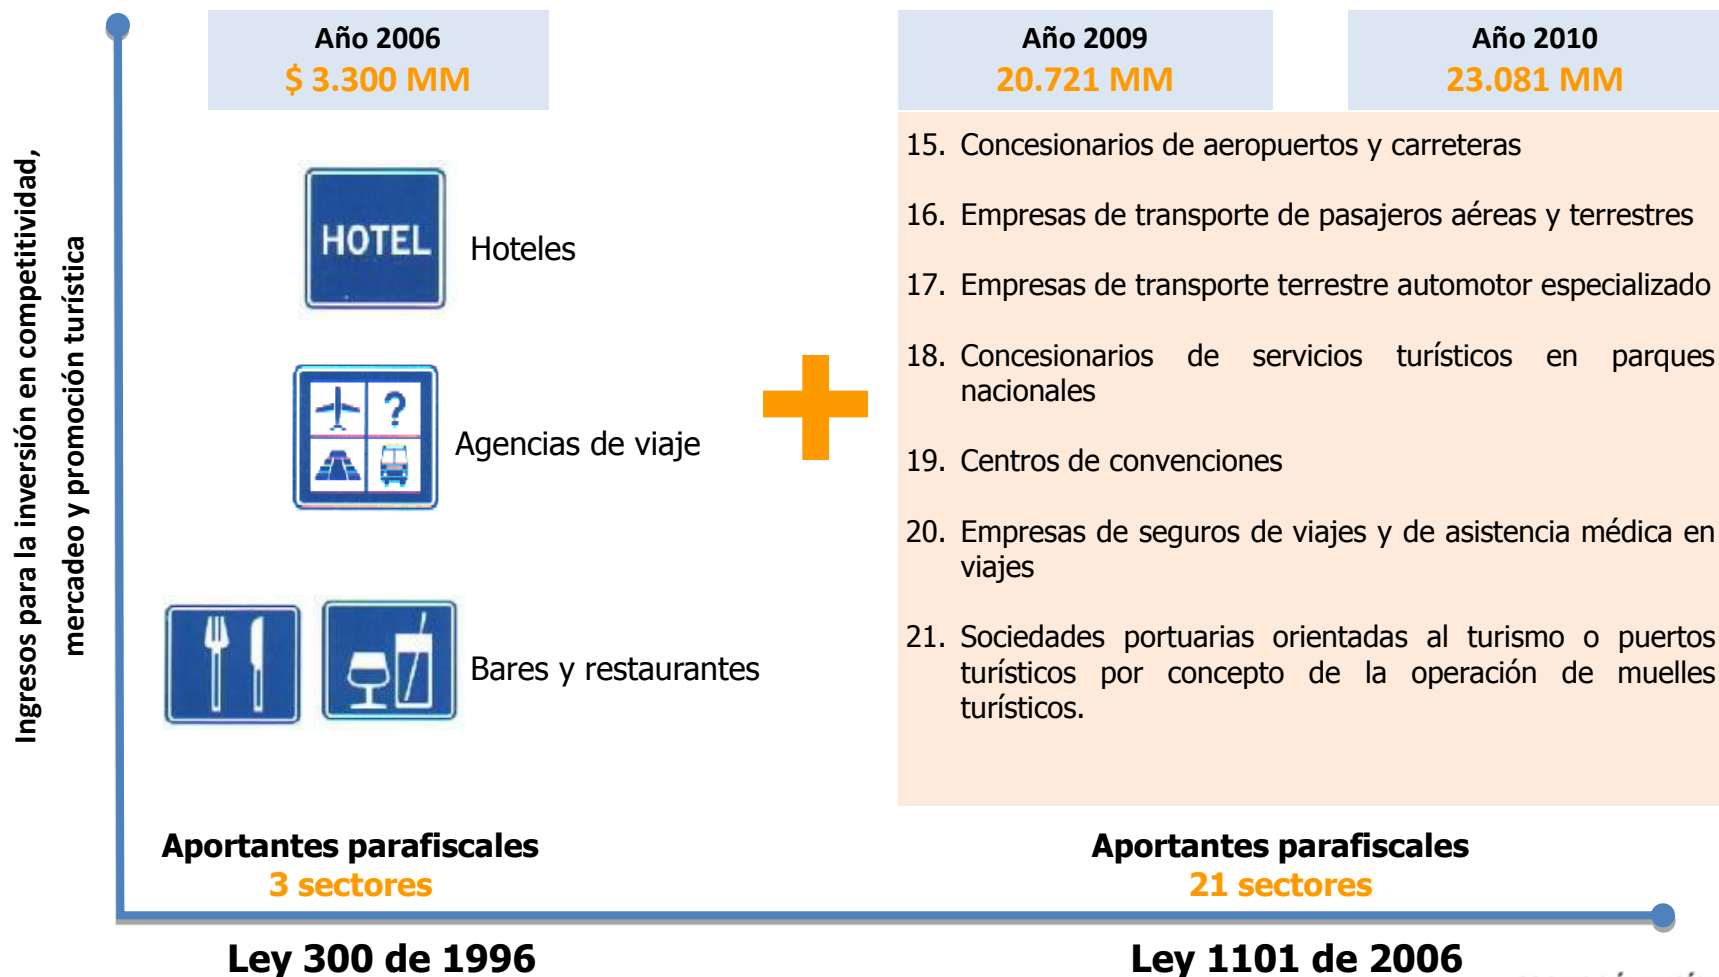 Ingresos para la inversión en competitividad,
mercadeo y promoción turística
Año 2006
$ 3.300 MM
HOTEL
Hoteles
?
Agencias de viaje
Bares y restaurantes
Aportantes parafiscales
3 sectores
Ley 300 de 1996
Año 2009
20.721 MM
Año 2010
23.081 MM
15. Concesionarios de aeropuertos y carreteras
16. Empresas de transporte de pasajeros aéreas y terrestres
17. Empresas de transporte terrestre automotor especializado
18. Concesionarios de servicios turísticos en parques
nacionales
19. Centros de convenciones
20. Empresas de seguros de viajes y de asistencia médica en
viajes
21. Sociedades portuarias orientadas al turismo o puertos
turísticos por concepto de la operación de muelles
turísticos.
Aportantes parafiscales
21 sectores
Ley 1101 de 2006